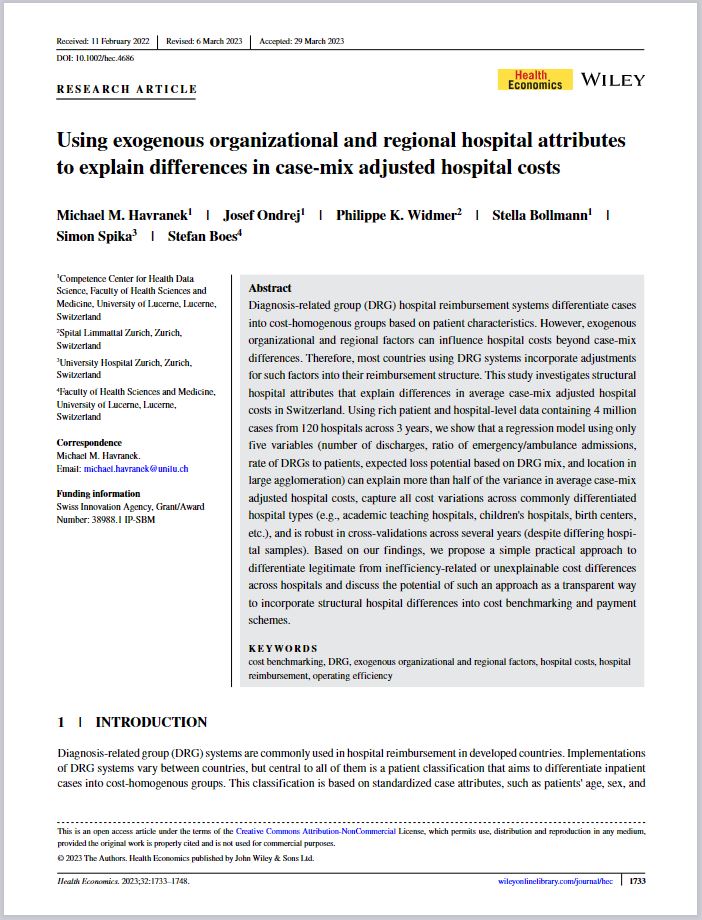 Received: 11 February 2022 | Revised: 6 March 2023 | Accepted: 29 March 2023
DOI: 10.1002/hec.4686
RESEARCH ARTICLE
Health
Economics
WILEY
Using exogenous organizational and regional hospital attributes
to explain differences in case-mix adjusted hospital costs
Michael M. Havranek1 | Josef Ondrej1 | Philippe K. Widmer2 | Stella Bollmann1 |
Simon Spika3 | Stefan Boes4
1Competence Center for Health Data
Science, Faculty of Health Sciences and
Medicine, University of Lucerne, Lucerne,
Switzerland
2Spital Limmattal Zurich, Zurich,
Switzerland
3University Hospital Zurich, Zurich,
Switzerland
4Faculty of Health Sciences and Medicine,
University of Lucerne, Lucerne,
Switzerland
Correspondence
Michael M. Havranek.
Email: michael.havranek@unilu.ch
Funding information
Swiss Innovation Agency, Grant/Award
Number: 38988.1 IP-SBM
Abstract
Diagnosis-related group (DRG) hospital reimbursement systems differentiate cases
into cost-homogenous groups based on patient characteristics. However, exogenous
organizational and regional factors can influence hospital costs beyond case-mix
differences. Therefore, most countries using DRG systems incorporate adjustments
for such factors into their reimbursement structure. This study investigates structural
hospital attributes that explain differences in average case-mix adjusted hospital
costs in Switzerland. Using rich patient and hospital-level data containing 4 million
cases from 120 hospitals across 3 years, we show that a regression model using only
five variables (number of discharges, ratio of emergency/ambulance admissions,
rate of DRGs to patients, expected loss potential based on DRG mix, and location in
large agglomeration) can explain more than half of the variance in average case-mix
adjusted hospital costs, capture all cost variations across commonly differentiated
hospital types (e.g., academic teaching hospitals, children's hospitals, birth centers,
etc.), and is robust in cross-validations across several years (despite differing hospi-
tal samples). Based on our findings, we propose a simple practical approach to
differentiate legitimate from inefficiency-related or unexplainable cost differences
across hospitals and discuss the potential of such an approach as a transparent way
to incorporate structural hospital differences into cost benchmarking and payment
schemes.
KEYWORDS
cost benchmarking, DRG, exogenous organizational and regional factors, hospital costs, hospital
reimbursement, operating efficiency
1 | INTRODUCTION
Diagnosis-related group (DRG) systems are commonly used in hospital reimbursement in developed countries. Implementations
of DRG systems vary between countries, but central to all of them is a patient classification that aims to differentiate inpatient
cases into cost-homogenous groups. This classification is based on standardized case attributes, such as patients' age, sex, and
This is an open access article under the terms of the Creative Commons Attribution-NonCommercial License, which permits use, distribution and reproduction in any medium,
provided the original work is properly cited and is not used for commercial purposes.
© 2023 The Authors. Health Economics published by John Wiley & Sons Ltd.
Health Economics. 2023;32:1733–1748.
wileyonlinelibrary.com/journal/hec | 1733